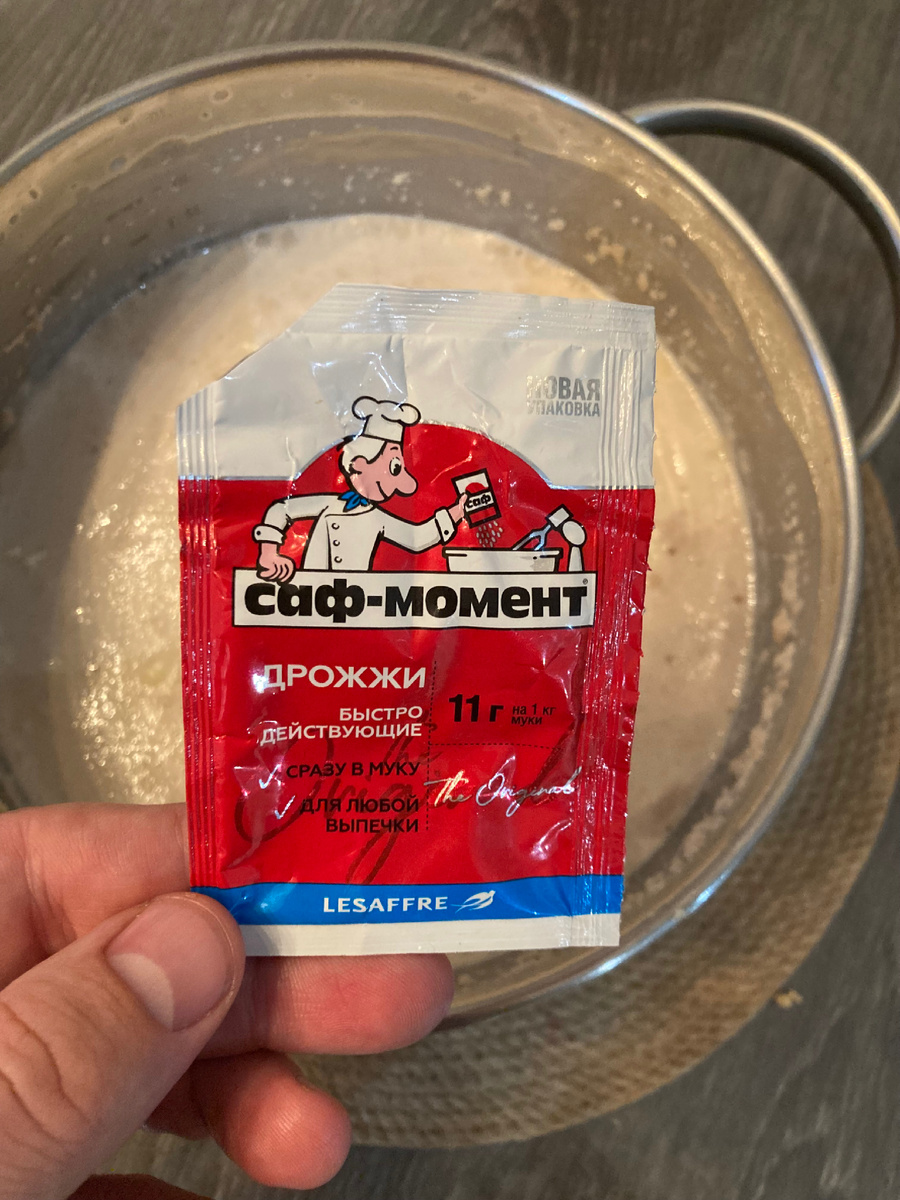 НОВАЯ
УПАКОВКА
саф
саф-момент
ДРОЖЖИ
БЫСТРО
ДЕЙСТВУЮЩИЕ
11 г на 1 кг
муки
СРАЗУ В МУКУ
ДЛЯ ЛЮБОЙ
ВЫПЕЧКИ
The Original
LESAFFRE